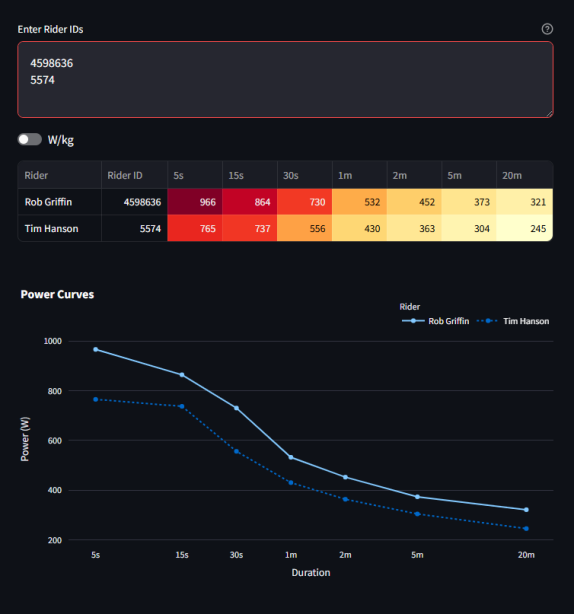 Enter Rider IDs
4598636
5574
W/kg
Rider Rider ID 5s 15s 30s 1m 2m 5m 20m
Rob Griffin 4598636 966 864 730 532 452 373 321
Tim Hanson 5574 765 737 556 430 363 304 245
Power Curves
Rider
Rob Griffin Tim Hanson
1000
800
600
400
200
Power (W)
5s 15s 30s 1m 2m 5m 20m
Duration